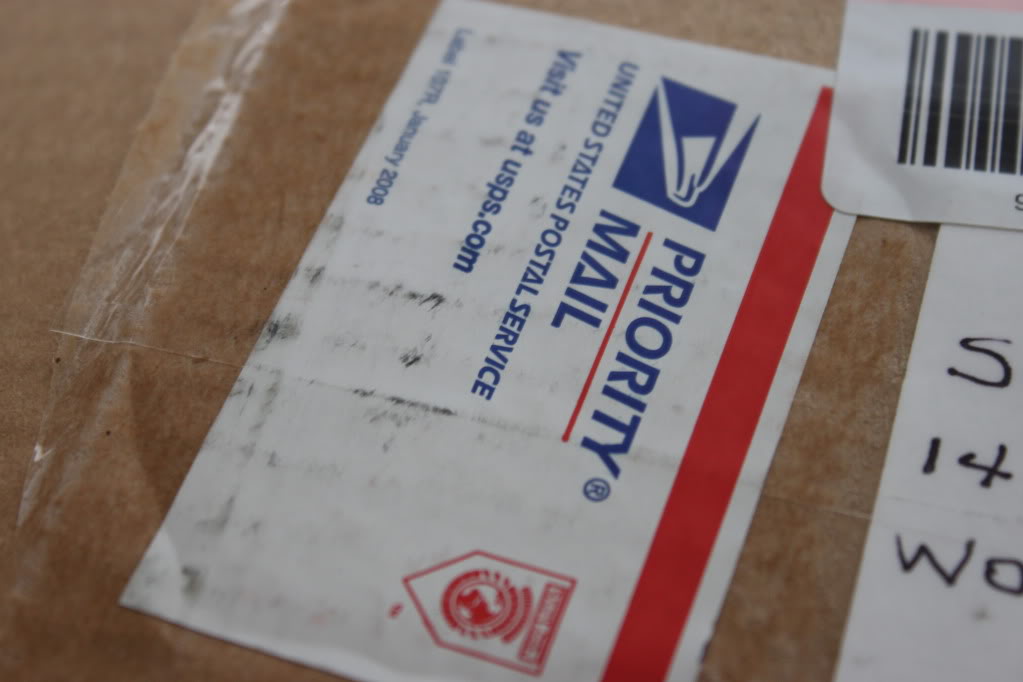 PRIORITY®
MAIL
UNITED STATES POSTAL SERVICE
Visit us at usps.com
Label 107R, January 2008
S
14
WO